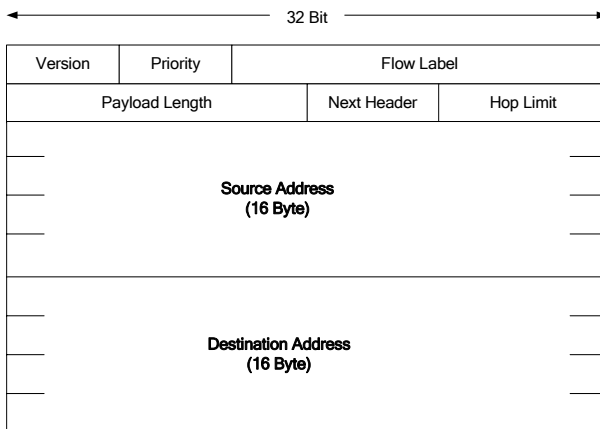 32 Bit
Version Priority Flow Label
Payload Length Next Header Hop Limit
Source Address
(16 Byte)
Destination Address
(16 Byte)